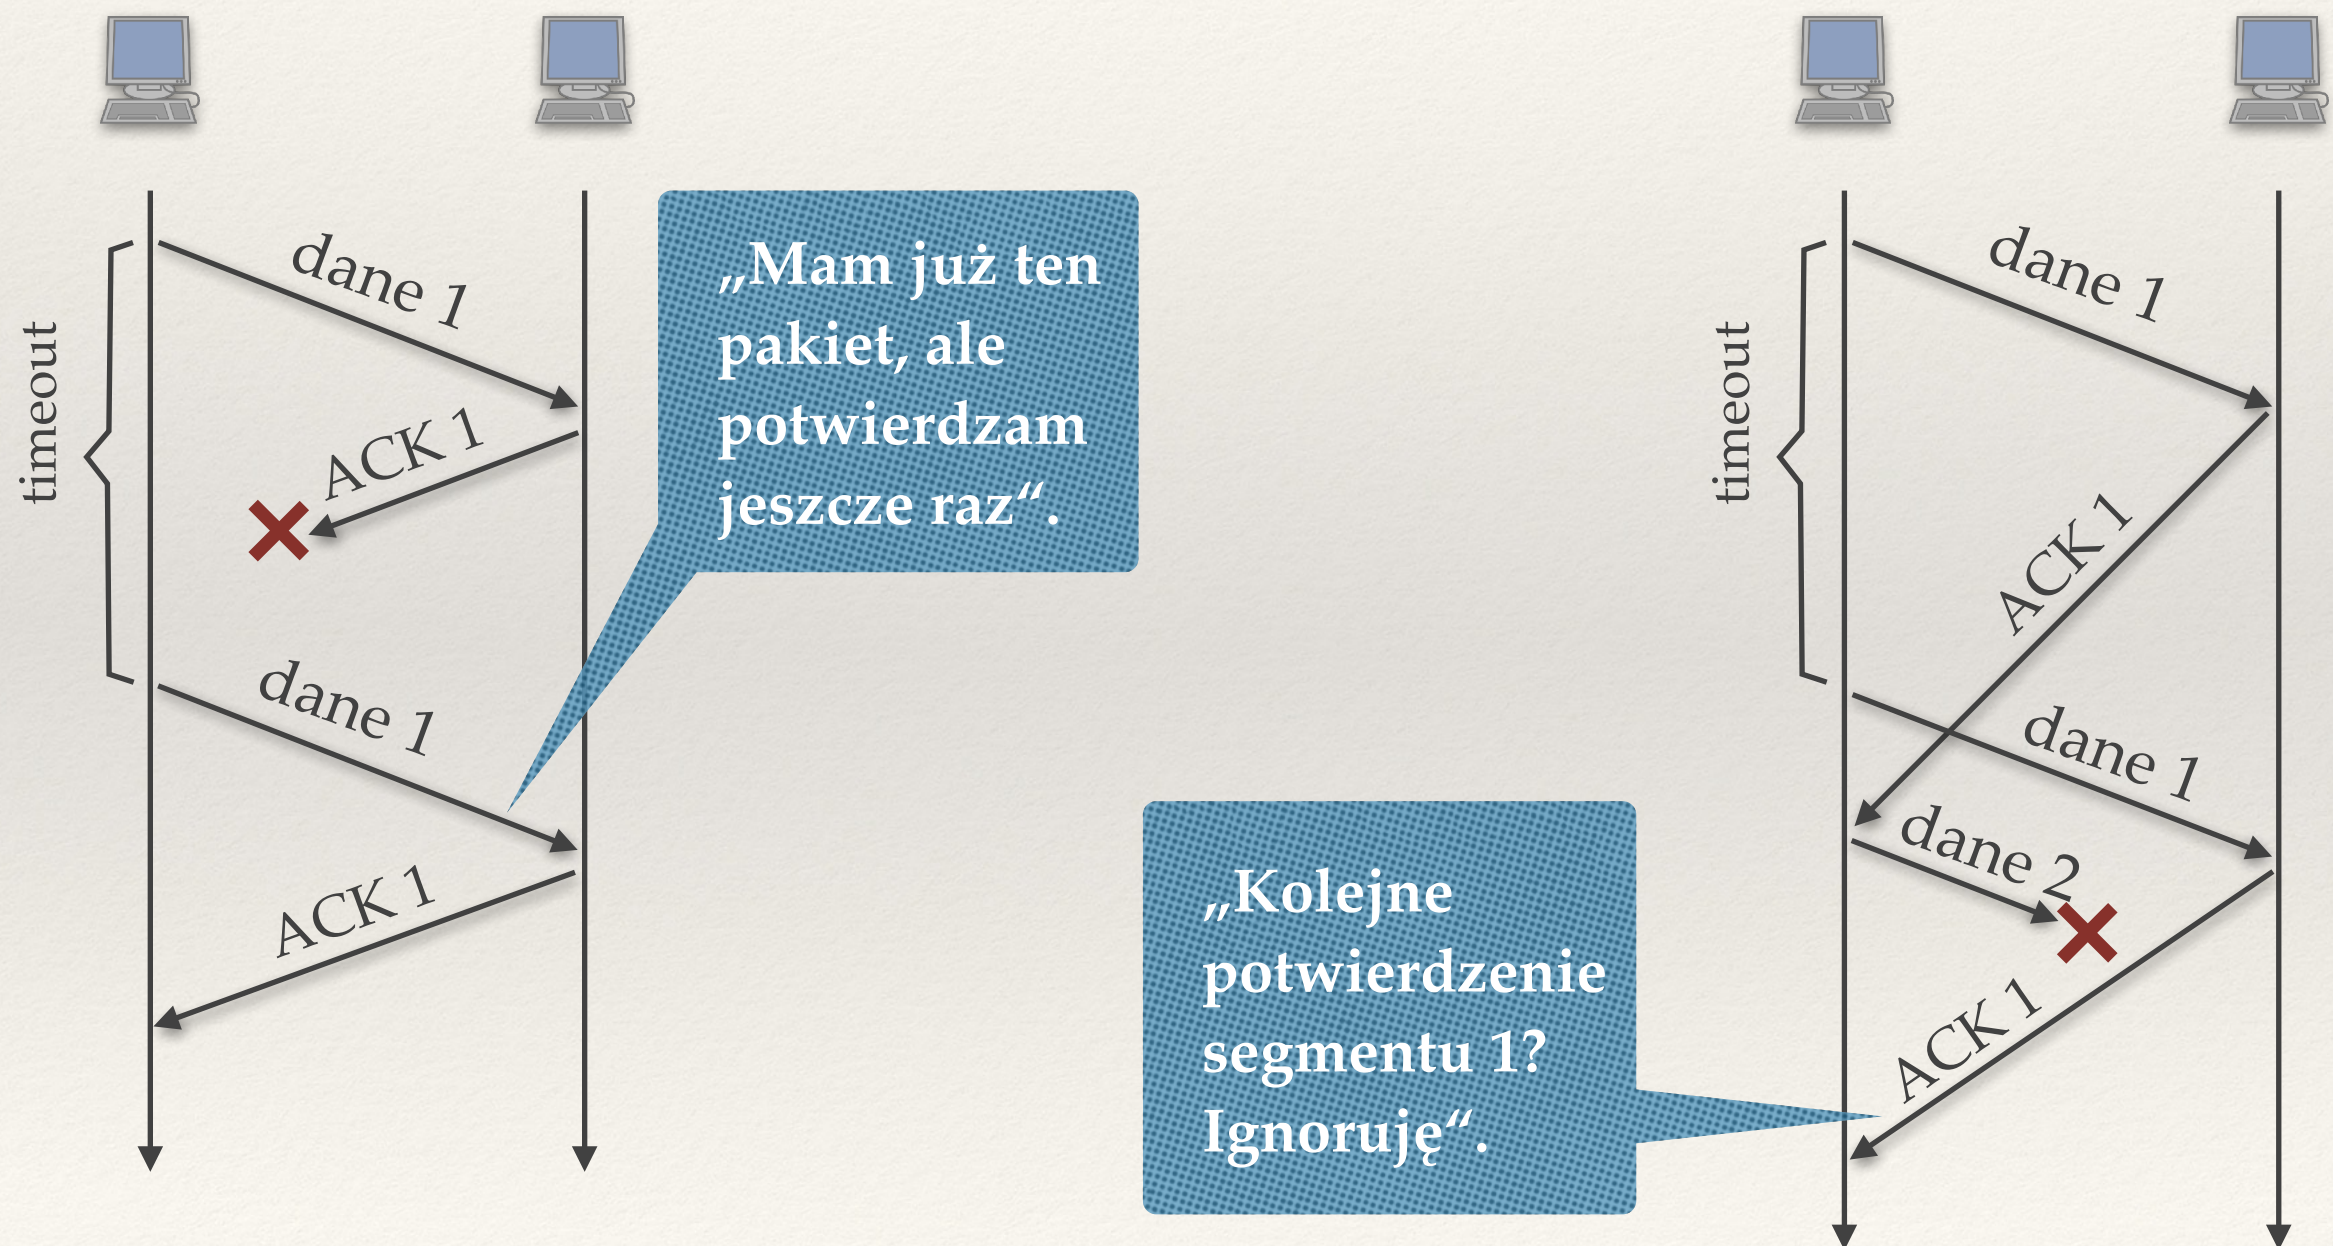 timeout
dane 1
ACK 1
dane 1
ACK 1
„Mam już ten
pakiet, ale
potwierdzam
jeszcze raz“.
timeout
dane 1
ACK 1
dane 1
dane 2
ACK 1
„Kolejne
potwierdzenie
segmentu 1?
Ignoruję“.